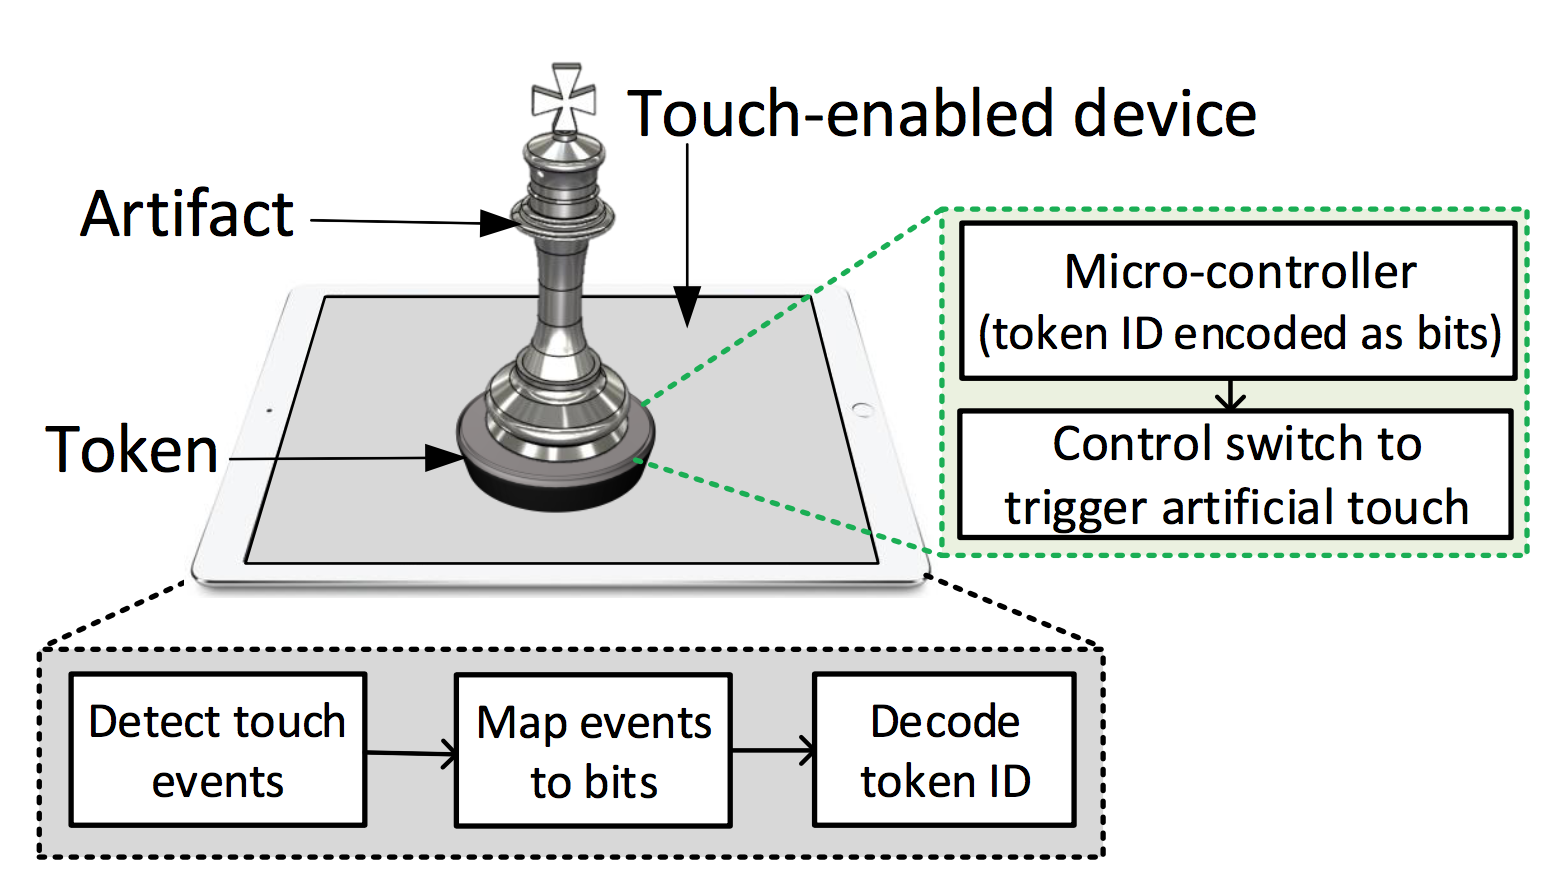 Touch-enabled device
Artifact
Token
Micro-controller
(token ID encoded as bits)
Control switch to
trigger artificial touch
Detect touch
events
Map events
to bits
Decode
token ID